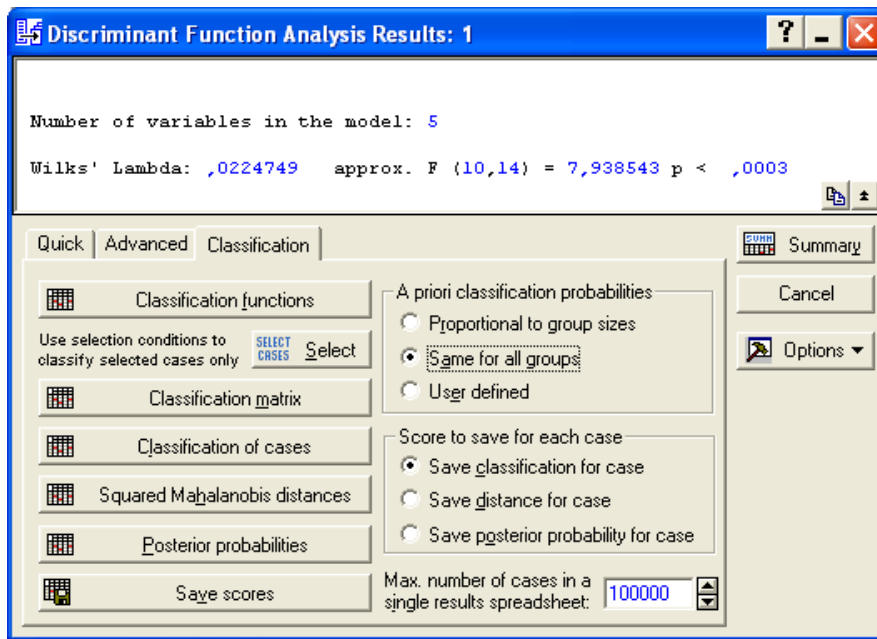 Discriminant Function Analysis Results: 1
Number of variables in the model: 5
Wilks' Lambda: ,0224749 approx. F (10,14) = 7,938543 p < ,0003
Quick Advanced Classification
Classification functions
Use selection conditions to
classify selected cases only
SELECT
CASES
Select
Classification matrix
Classification of cases
Squared Mahalanobis distances
Posterior probabilities
Save scores
A priori classification probabilities
Proportional to group sizes
Same for all groups
User defined
Score to save for each case
Save classification for case
Save distance for case
Save posterior probability for case
Max. number of cases in a
single results spreadsheet: 100000
SUMM Summary
Cancel
Options